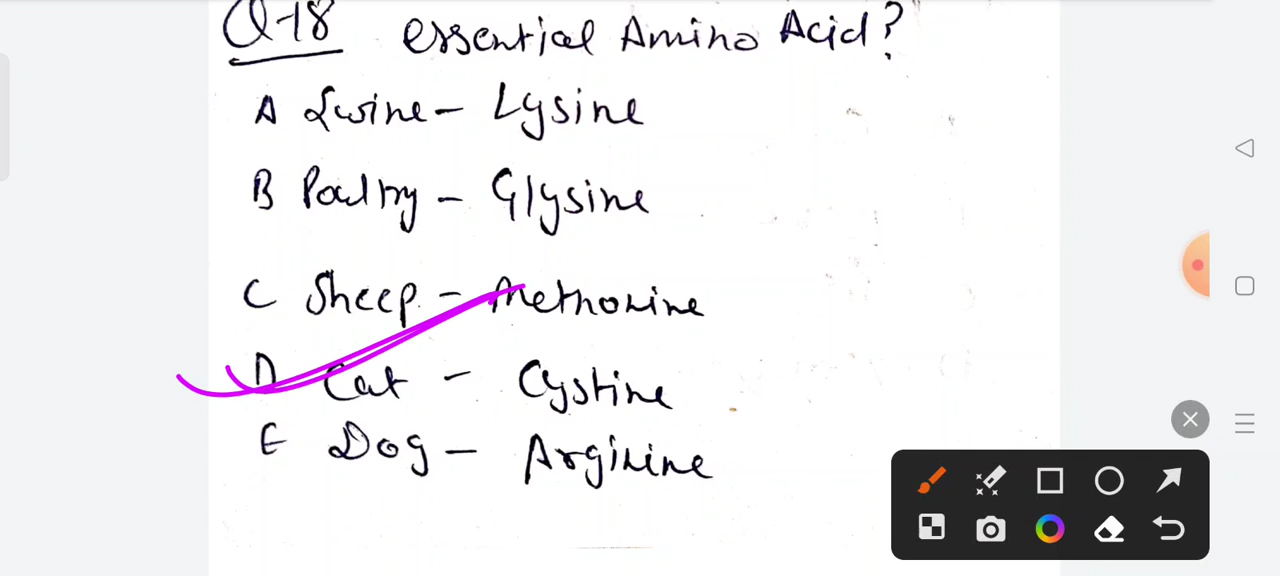 Q-18 essential Amino Acid?
A Swine - Lysine
B Poultry - Glysine
C Sheep - Methonine
D Cat - Cystine
E Dog - Arginine